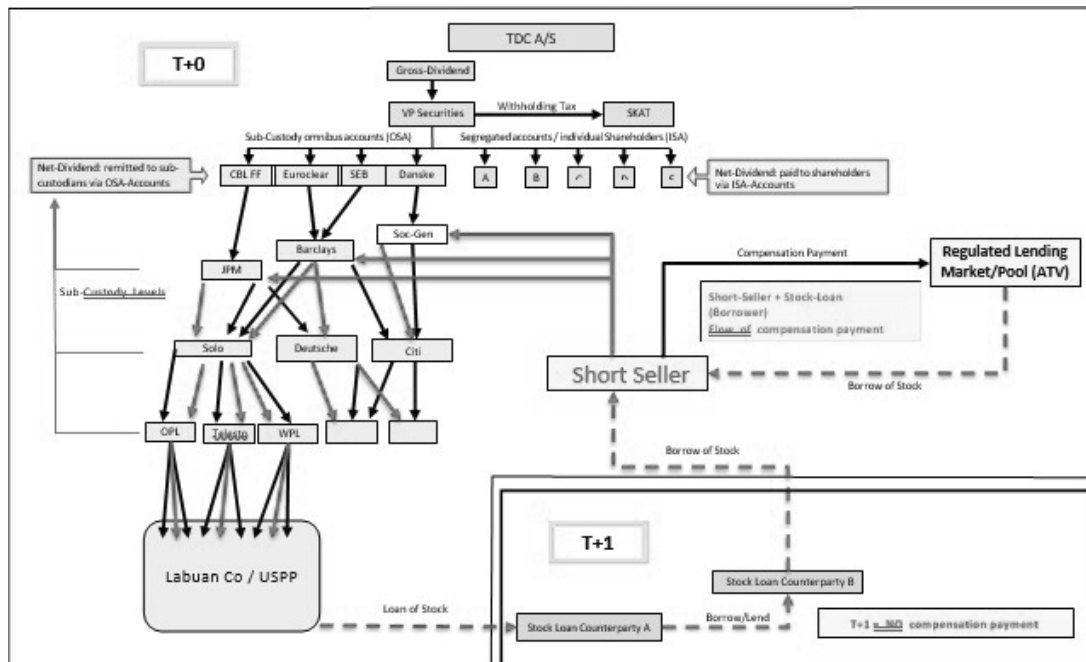 TDC A/S
T+0
Gross-Dividend
VP Securities
Withholding Tax
SKAT
Sub-Custody omnibus accounts (OSA)
Segregated accounts / individual Shareholders (ISA)
Net-Dividend: remitted to sub-
custodians via OSA-Accounts
CBL FF
Euroclear
SEB
Danske
A
B
Net-Dividend: paid to shareholders
via ISA-Accounts
Soc-Gen
Barclays
JPM
Compensation Payment
Regulated Lending
Market/Pool (ATV)
Sub-Custody Levels
Short-Seller + Stock-Loan
(Borrower)
Flow of compensation payment
Solo
Deutsche
Citi
Short Seller
Borrow of Stock
OPL
Telesto
WPL
Borrow of Stock
T+1
Labuan Co / USPP
Stock Loan Counterparty B
Loan of Stock
Stock Loan Counterparty A
Borrow/Lend
T+1 = NO compensation payment